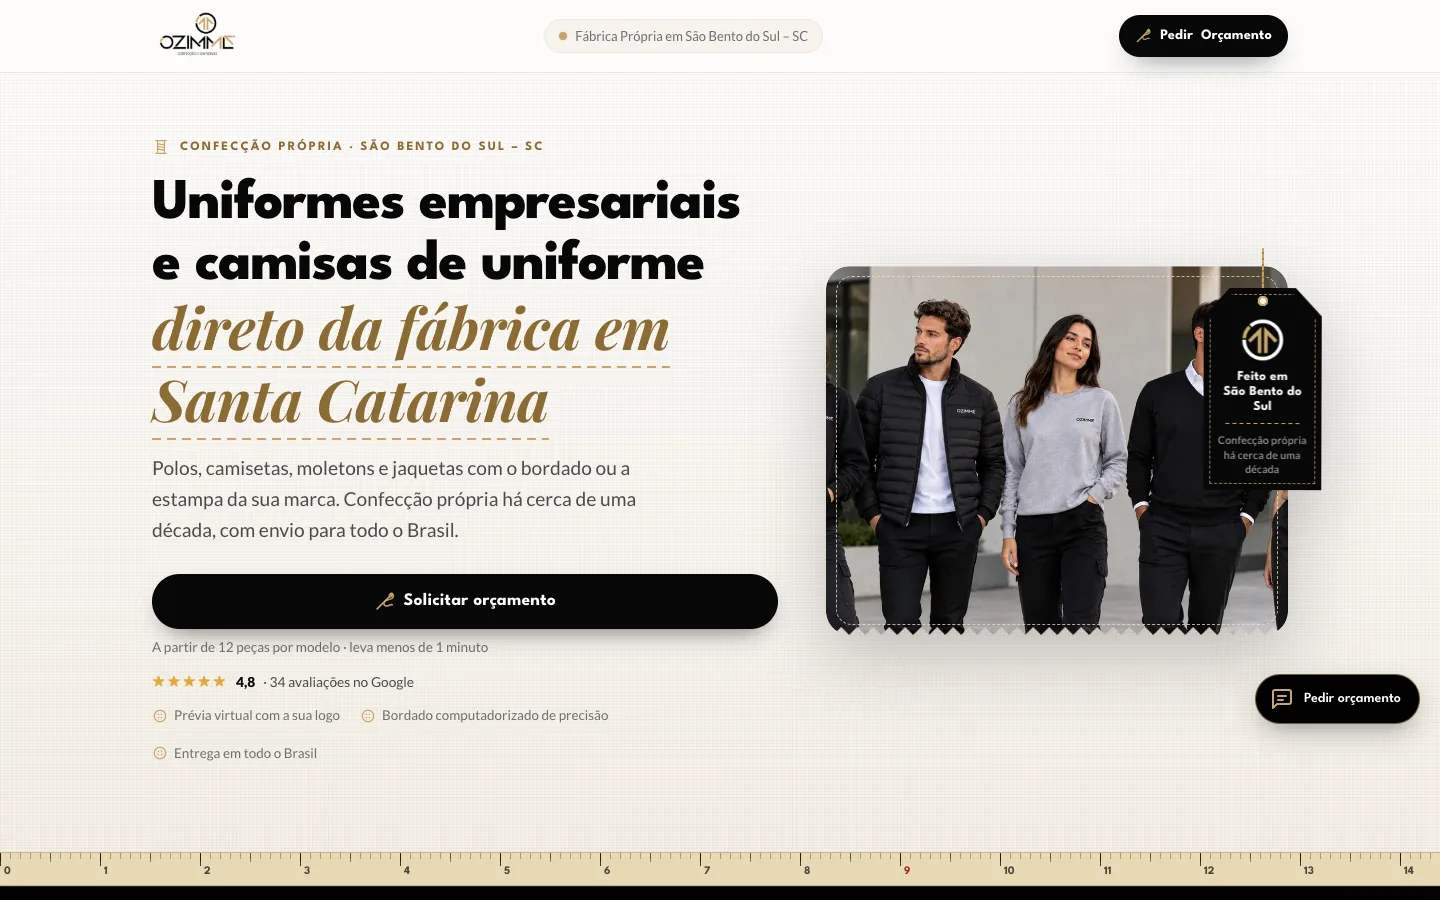 OZIMME
Fábrica Própria em São Bento do Sul – SC
Pedir Orçamento
CONFECÇÃO PRÓPRIA · SÃO BENTO DO SUL – SC
Uniformes empresariais
e camisas de uniforme
direto da fábrica em
Santa Catarina
Polos, camisetas, moletons e jaquetas com o bordado ou a
estampa da sua marca. Confecção própria há cerca de uma
década, com envio para todo o Brasil.
Solicitar orçamento
A partir de 12 peças por modelo · leva menos de 1 minuto
4,8 · 34 avaliações no Google
Prévia virtual com a sua logo
Bordado computadorizado de precisão
Entrega em todo o Brasil
OZIMME
OZIMME
Feito em
São Bento do
Sul
Confecção própria
há cerca de uma
década
Pedir orçamento
0 1 2 3 4 5 6 7 8 9 10 11 12 13 14